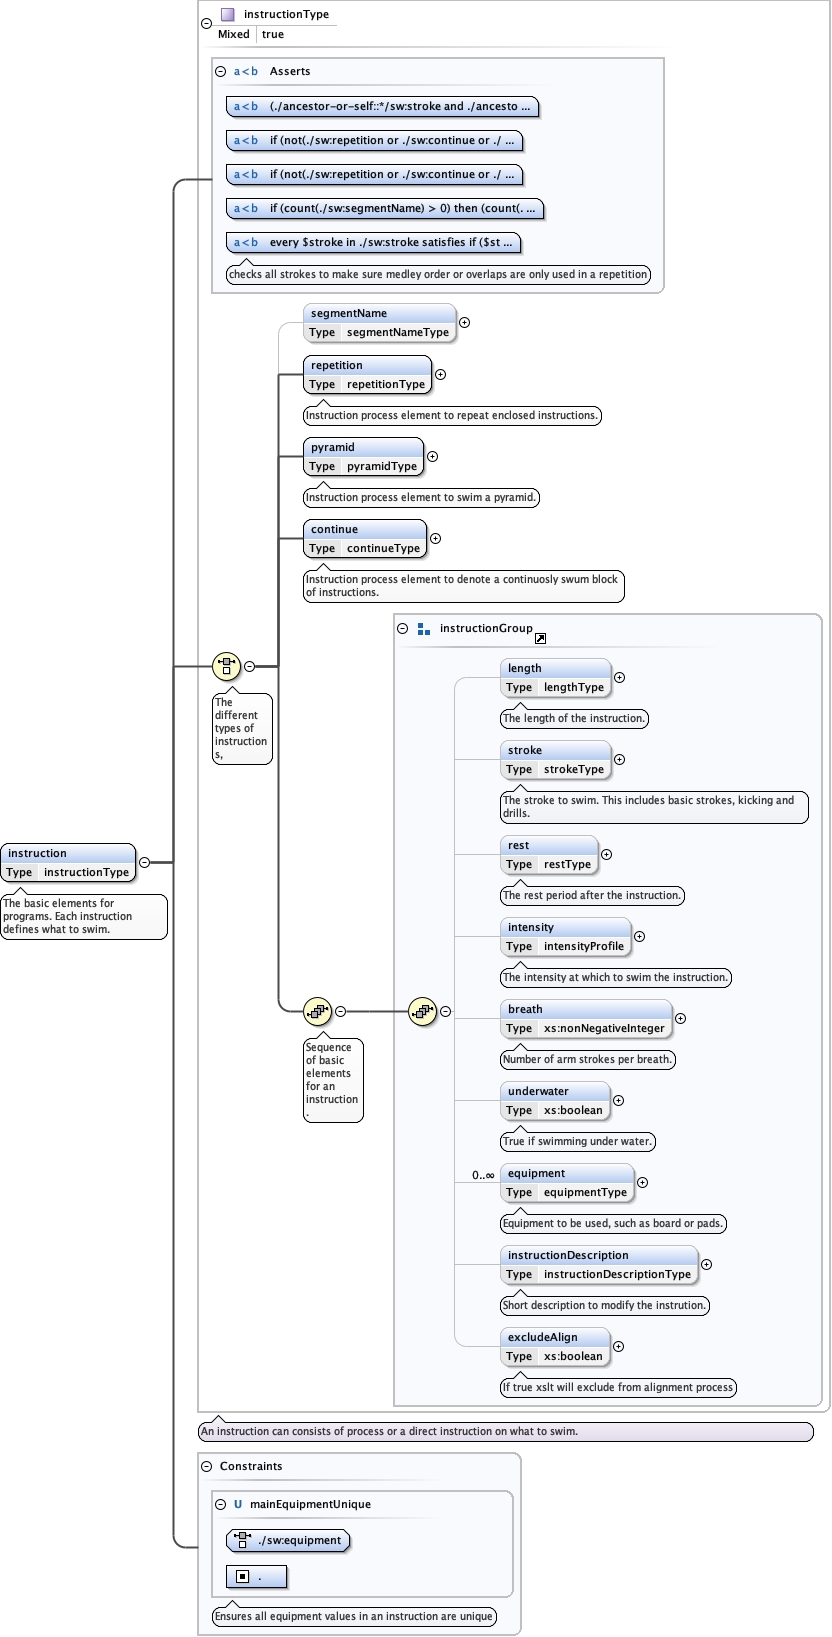 instructionType
Mixed true
a<b Asserts
a<b (./ancestor-or-self::*/sw:stroke and ./ancesto ...
a<b if (not(./sw:repetition or ./sw:continue or ./ ...
a<b if (not(./sw:repetition or ./sw:continue or ./ ...
a<b if (count(./sw:segmentName) > 0) then (count(. ...
a<b every $stroke in ./sw:stroke satisfies if ($st ...
checks all strokes to make sure medley order or overlaps are only used in a repetition
segmentName
Type segmentNameType
repetition
Type repetitionType
Instruction process element to repeat enclosed instructions.
pyramid
Type pyramidType
Instruction process element to swim a pyramid.
continue
Type continueType
Instruction process element to denote a continuosly swum block
of instructions.
The
different
types of
instruction
s,
instruction
Type instructionType
The basic elements for
programs. Each instruction
defines what to swim.
Sequence
of basic
elements
for an
instruction
.
instructionGroup
length
Type lengthType
The length of the instruction.
stroke
Type strokeType
The stroke to swim. This includes basic strokes, kicking and
drills.
rest
Type restType
The rest period after the instruction.
intensity
Type intensityProfile
The intensity at which to swim the instruction.
breath
Type xs:nonNegativeInteger
Number of arm strokes per breath.
underwater
Type xs:boolean
True if swimming under water.
0..∞
equipment
Type equipmentType
Equipment to be used, such as board or pads.
instructionDescription
Type instructionDescriptionType
Short description to modify the instrution.
excludeAlign
Type xs:boolean
If true xslt will exclude from alignment process
An instruction can consists of process or a direct instruction on what to swim.
Constraints
U mainEquipmentUnique
./sw:equipment
.
Ensures all equipment values in an instruction are unique